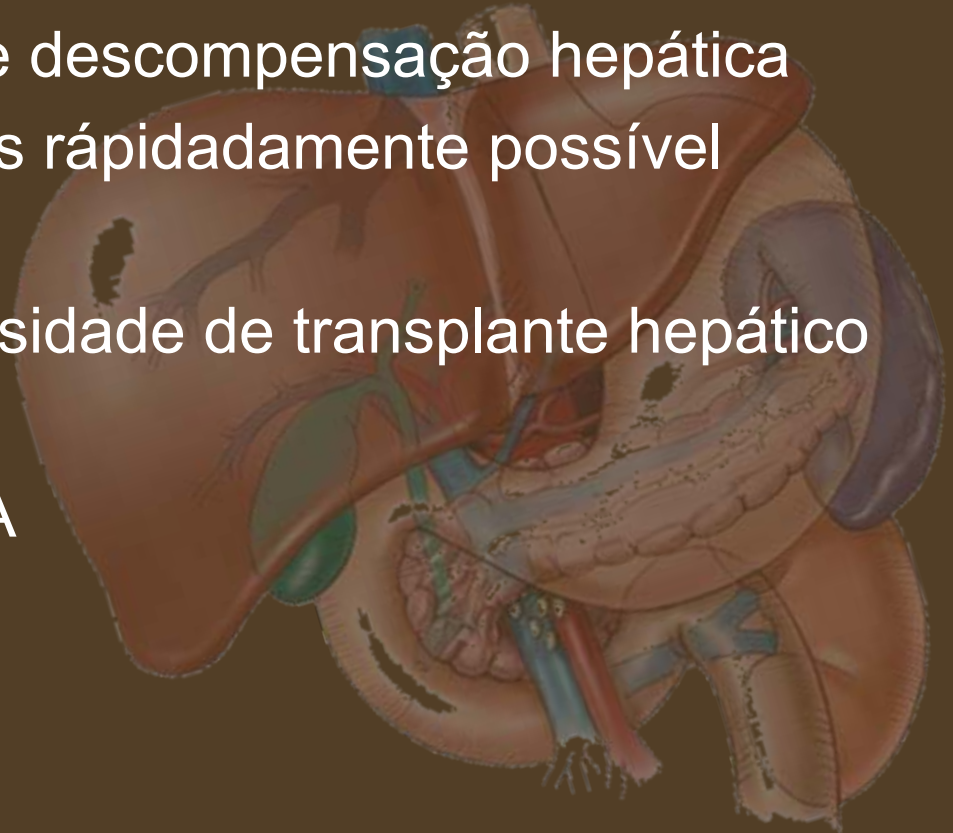 e descompensação hepática
s rápidadamente possível
sidade de transplante hepático
A